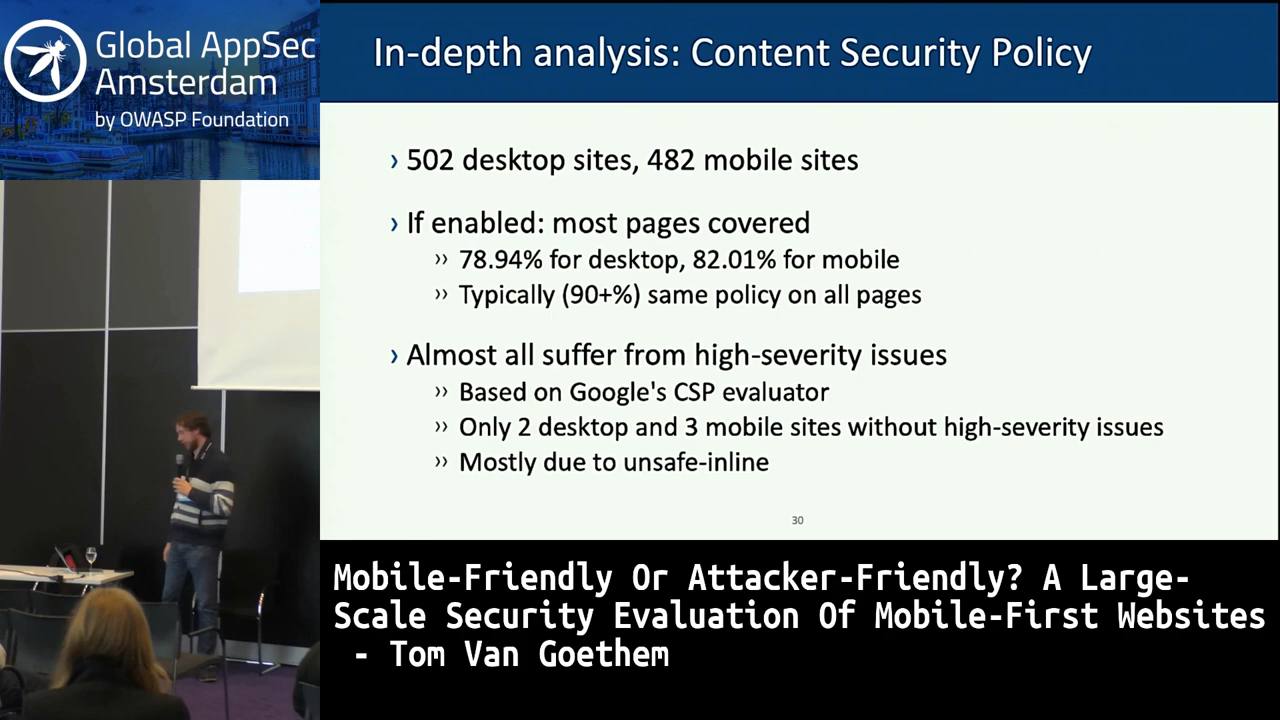 Global AppSec
Amsterdam
by OWASP Foundation
In-depth analysis: Content Security Policy
› 502 desktop sites, 482 mobile sites
› If enabled: most pages covered
›› 78.94% for desktop, 82.01% for mobile
›› Typically (90+%) same policy on all pages
› Almost all suffer from high-severity issues
›› Based on Google's CSP evaluator
›› Only 2 desktop and 3 mobile sites without high-severity issues
›› Mostly due to unsafe-inline
30
Mobile-Friendly Or Attacker-Friendly? A Large-
Scale Security Evaluation Of Mobile-First Websites
- Tom Van Goethem